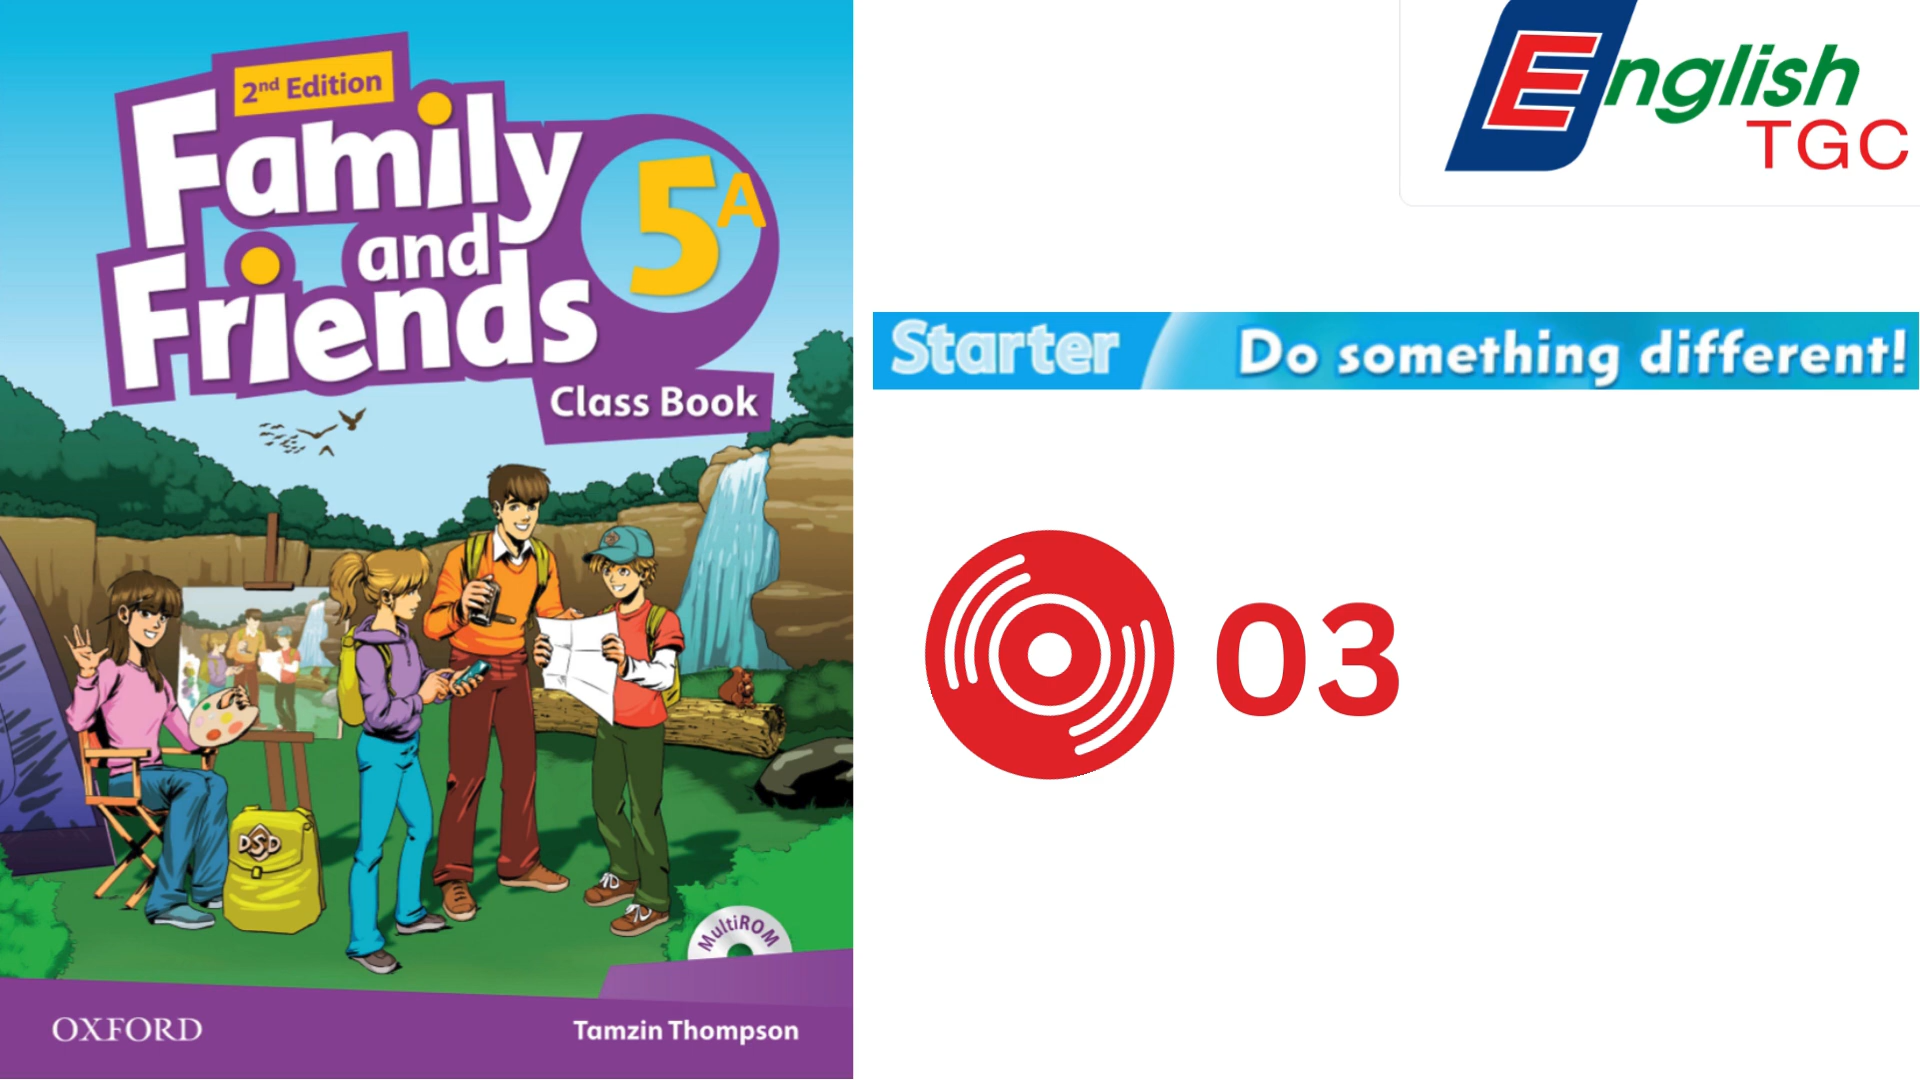 2nd Edition
Family
and
Friends
5A
Class Book
DSD
MultiROM
OXFORD
Tamzin Thompson
English
TGC
Starter
Do something different!
03